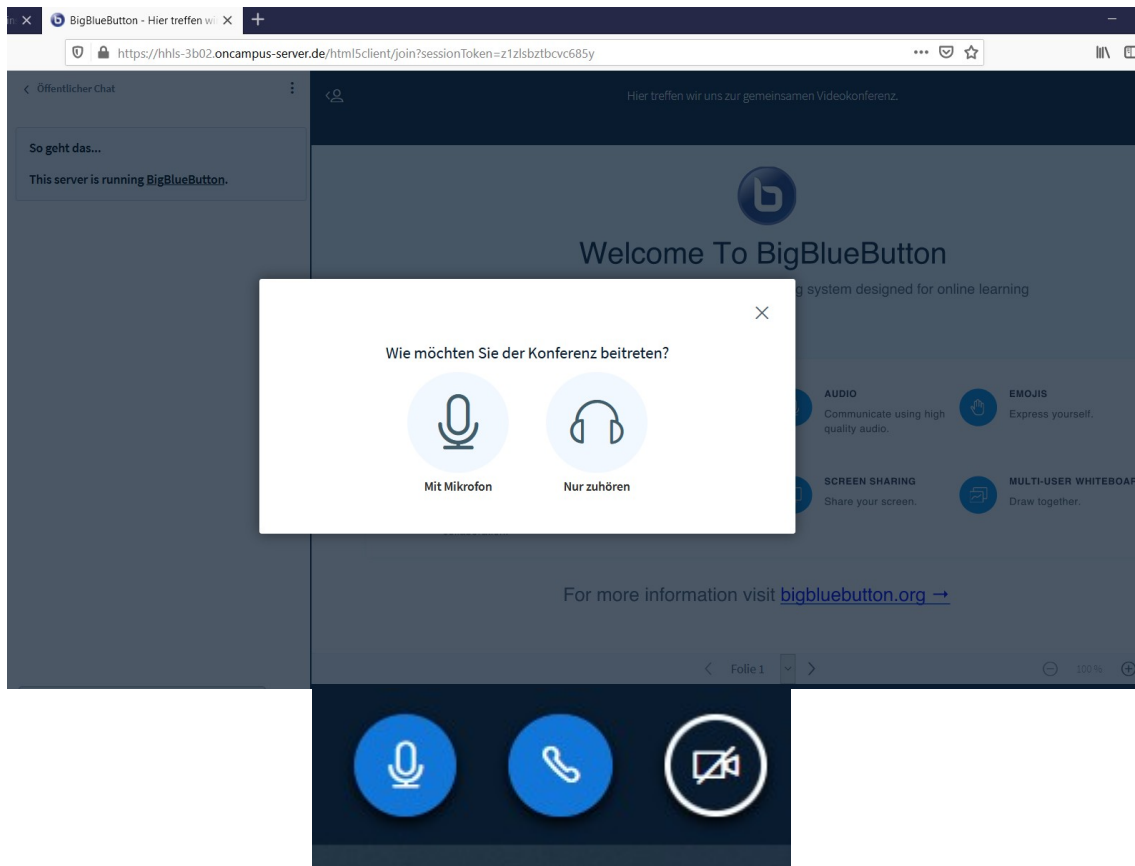 BigBlueButton - Hier treffen wi
https://hhls-3b02.oncampus-server.de/html5client/join?sessionToken=z1zlsbztbcvc685y
Öffentlicher Chat
Hier treffen wir uns zur gemeinsamen Videokonferenz.
So geht das...
This server is running BigBlueButton.
Welcome To BigBlueButton
g system designed for online learning
Wie möchten Sie der Konferenz beitreten?
Mit Mikrofon
Nur zuhören
AUDIO
Communicate using high
quality audio.
EMOJIS
Express yourself.
SCREEN SHARING
Share your screen.
MULTI-USER WHITEBOAR
Draw together.
For more information visit bigbluebutton.org →
Folie 1
100%